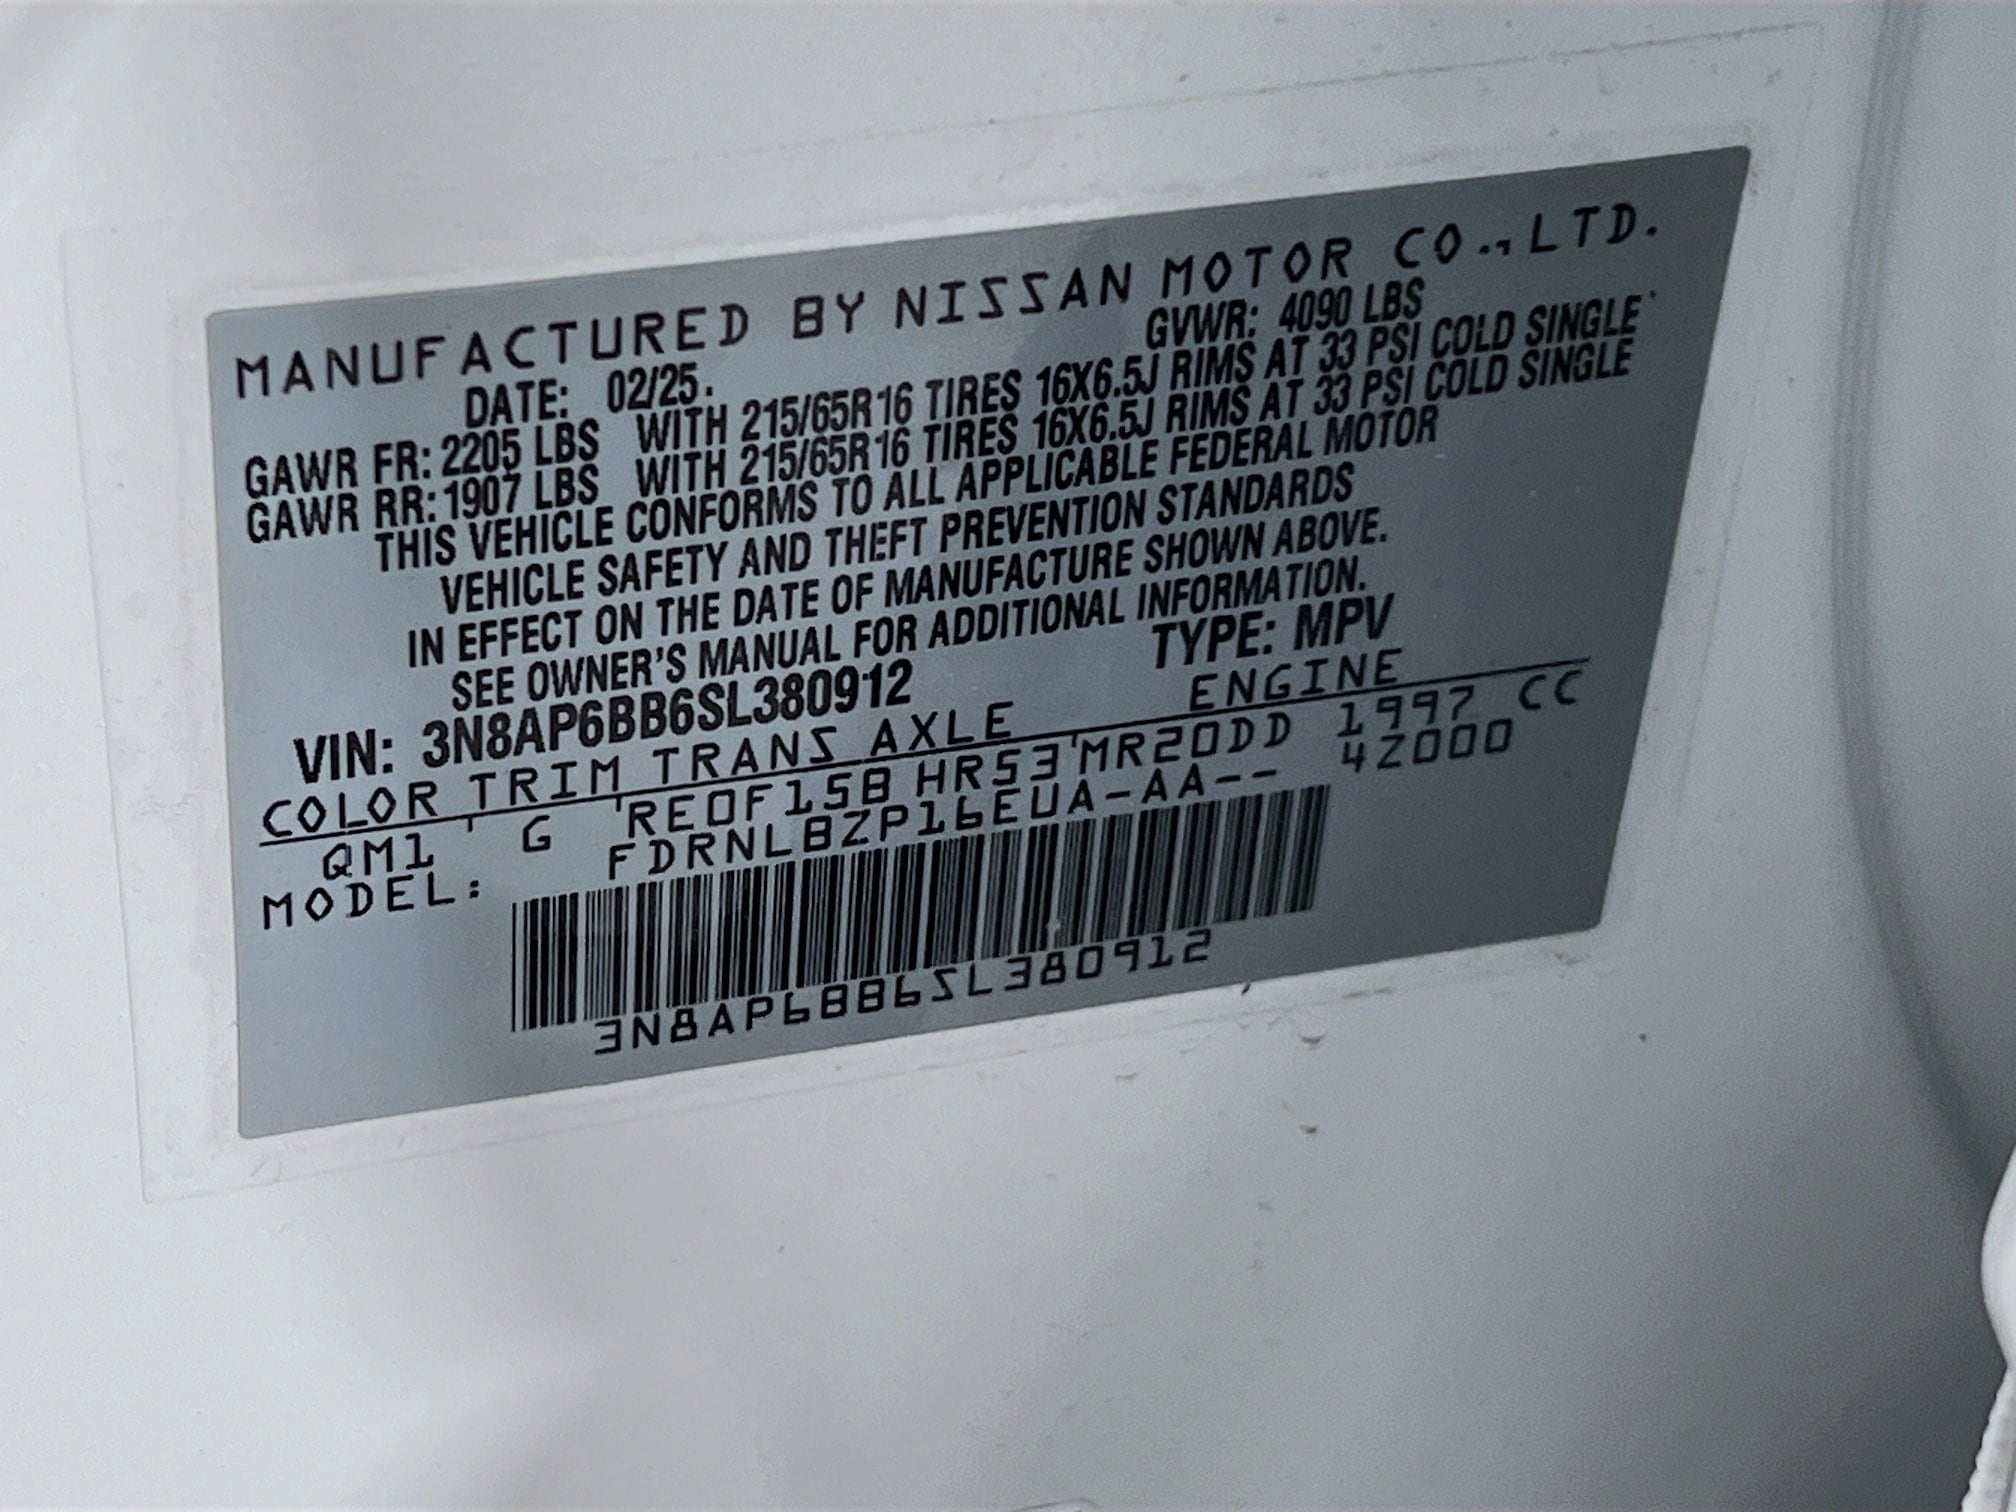 MANUFACTURED BY NISSAN MOTOR CO.,LTD.
DATE: 02/25. GVWR: 4090 LBS
GAWR FR: 2205 LBS WITH 215/65R16 TIRES 16X6.5J RIMS AT 33 PSI COLD SINGLE
GAWR RR: 1907 LBS WITH 215/65R16 TIRES 16X6.5J RIMS AT 33 PSI COLD SINGLE
THIS VEHICLE CONFORMS TO ALL APPLICABLE FEDERAL MOTOR
VEHICLE SAFETY AND THEFT PREVENTION STANDARDS
IN EFFECT ON THE DATE OF MANUFACTURE SHOWN ABOVE.
SEE OWNER'S MANUAL FOR ADDITIONAL INFORMATION.
VIN: 3N8AP6BB6SL380912 TYPE: MPV
COLOR TRIM TRANS AXLE ENGINE
QM1 G RE0F15B HR53 MR20DD 1997 CC
MODEL: FDRNLBZP16EUA-AA-- 4Z000
3N8AP6BB6SL380912